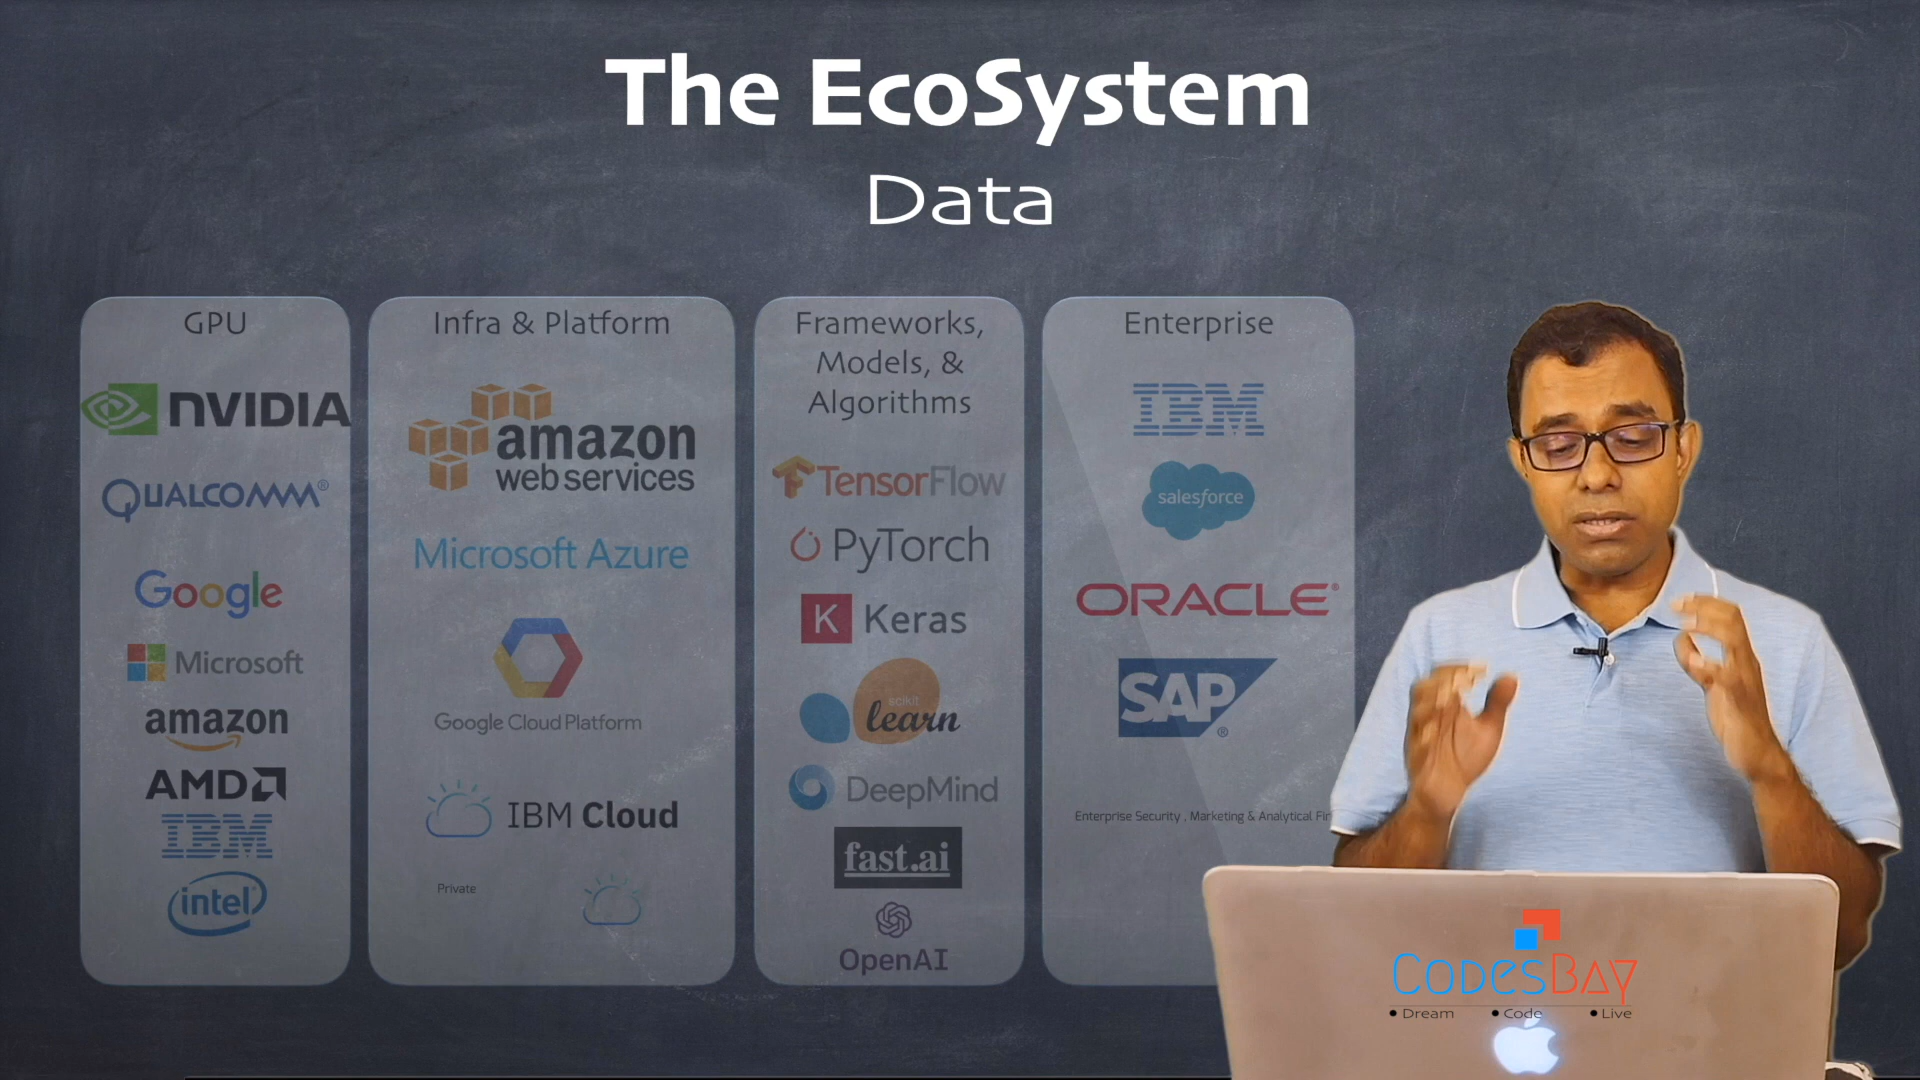 The EcoSystem
Data
GPU
NVIDIA
QUALCOMM®
Google
Microsoft
amazon
AMD
IBM
intel
Infra & Platform
amazon
web services
Microsoft Azure
Google Cloud Platform
IBM Cloud
Private
Frameworks,
Models, &
Algorithms
TensorFlow
PyTorch
K Keras
scikit
learn
DeepMind
fast.ai
OpenAI
Enterprise
IBM
salesforce
ORACLE®
SAP®
Enterprise Security , Marketing & Analytical
CodesBay
• Dream • Code • Live